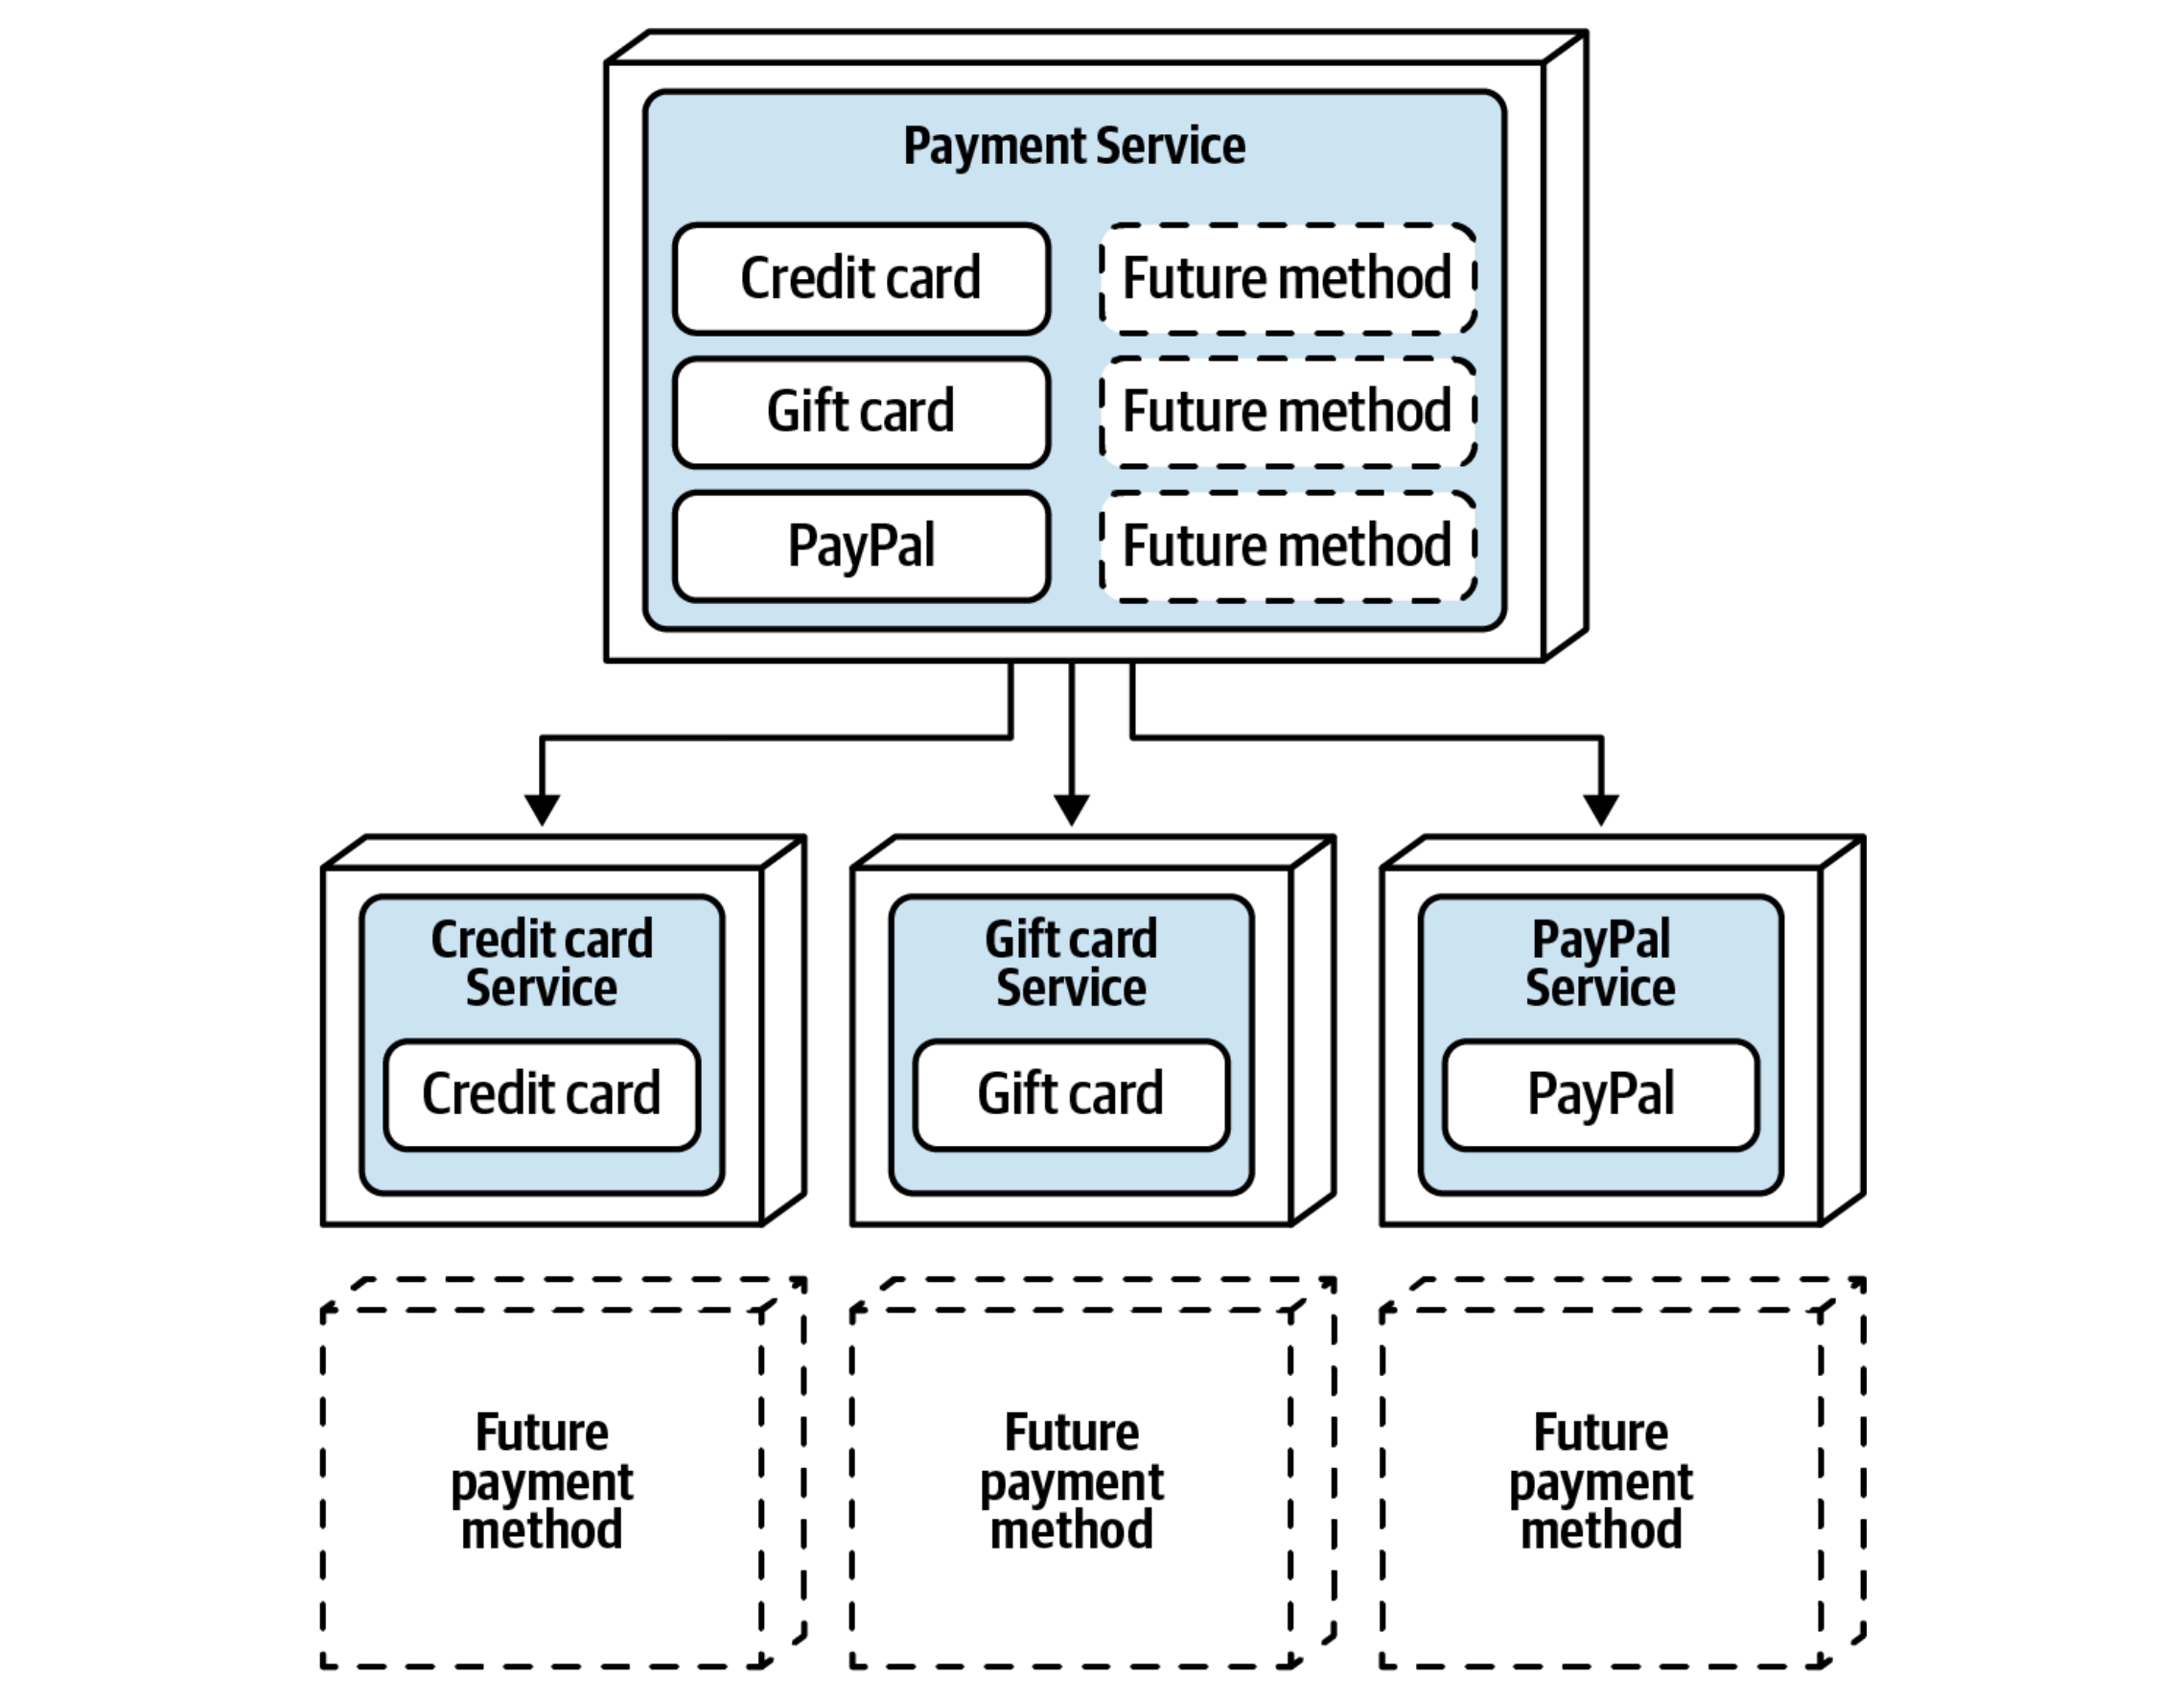 Payment Service
Credit card
Future method
Gift card
Future method
PayPal
Future method
Credit card
Service
Credit card
Gift card
Service
Gift card
PayPal
Service
PayPal
Future
payment
method
Future
payment
method
Future
payment
method